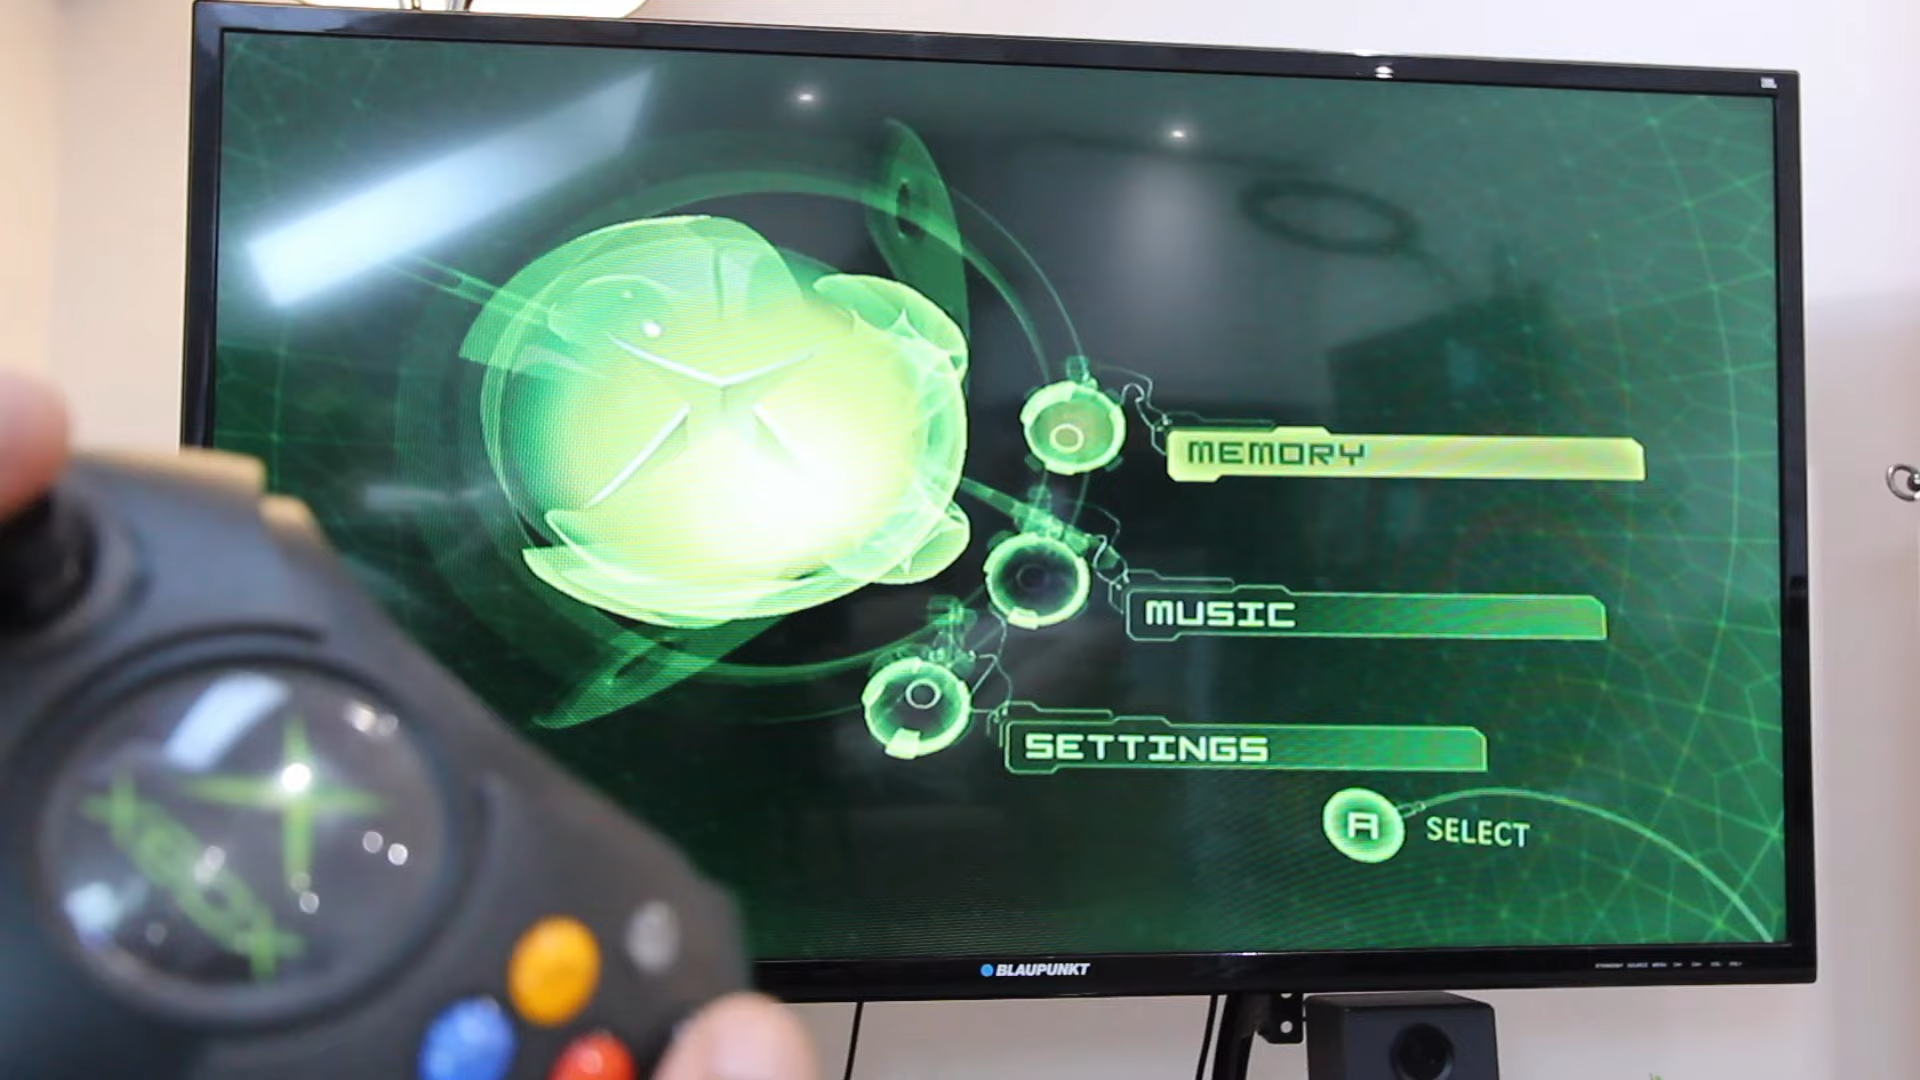 MEMORY
MUSIC
SETTINGS
A SELECT
XBOX
BLAUPUNKT